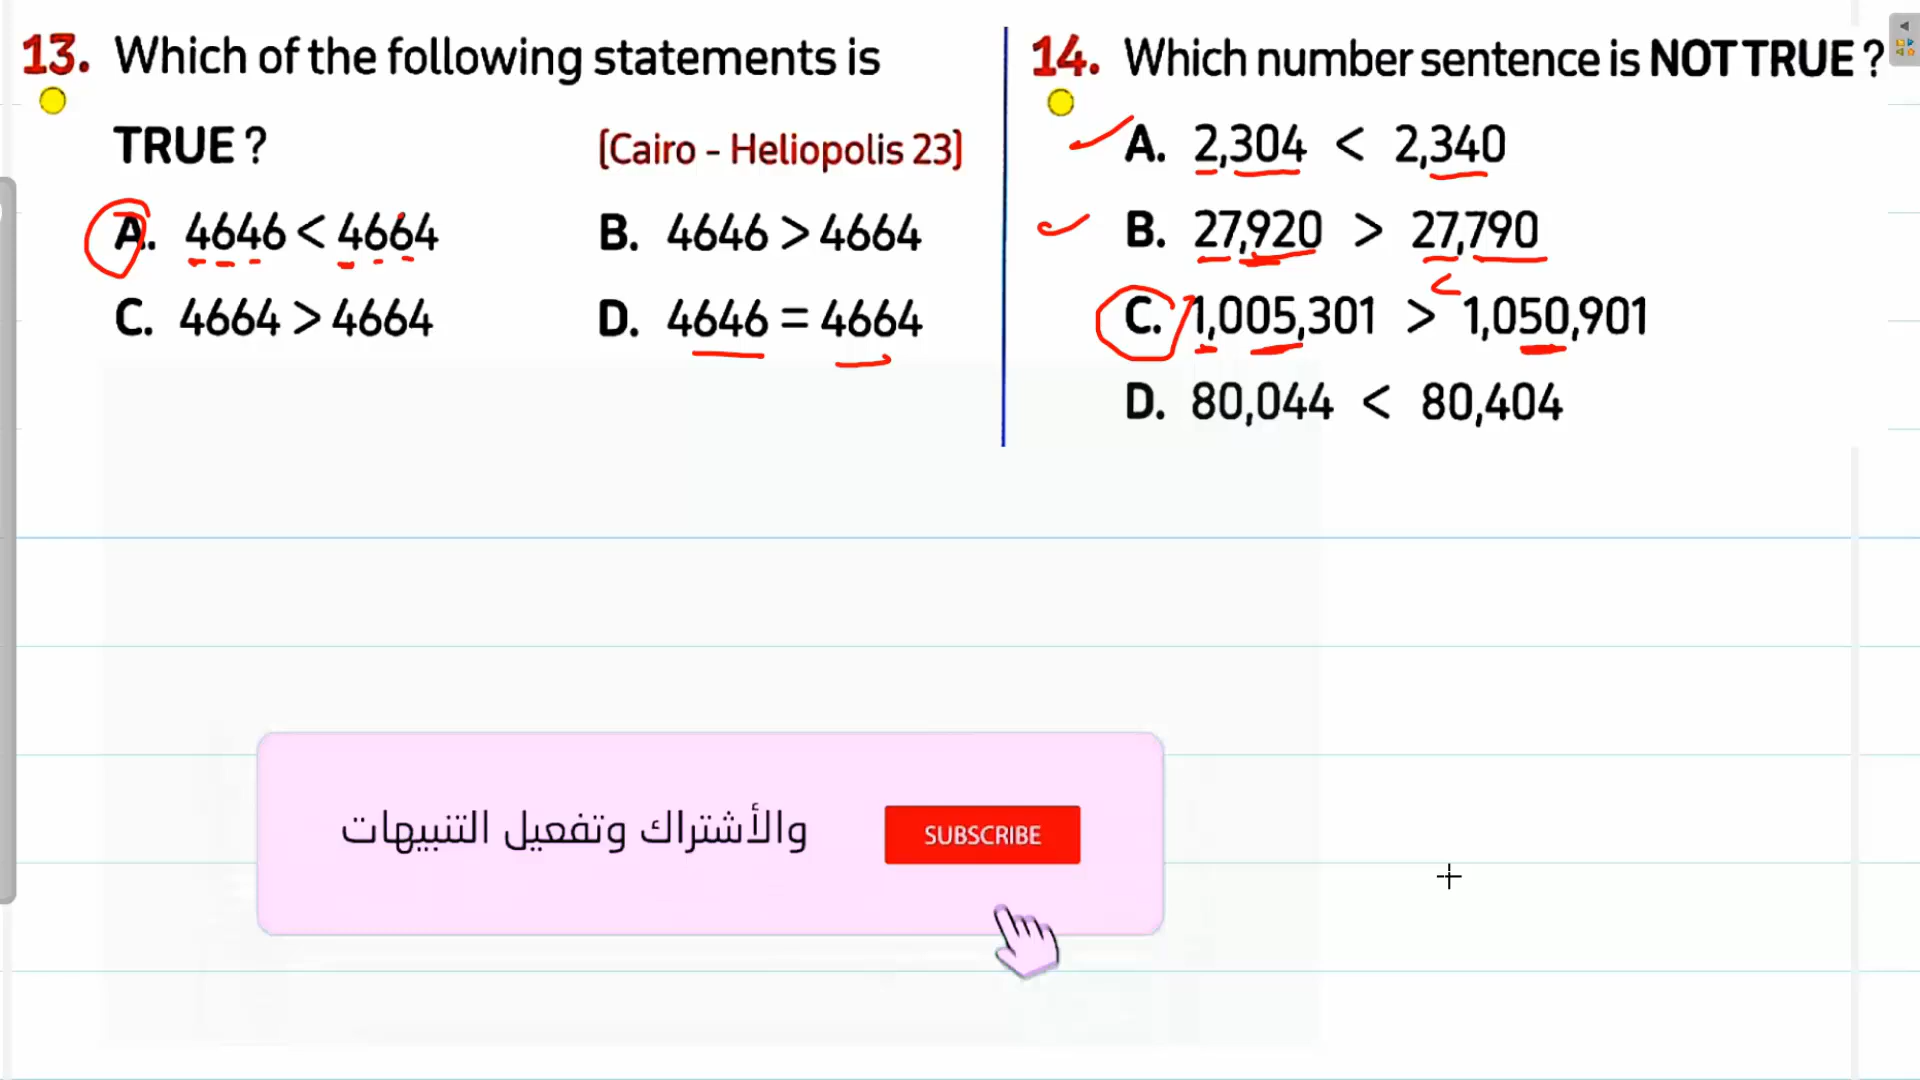 13. Which of the following statements is
TRUE ? [Cairo - Heliopolis 23]
A. 4646 < 4664 B. 4646 > 4664
C. 4664 > 4664 D. 4646 = 4664
14. Which number sentence is NOT TRUE ?
A. 2,304 < 2,340
B. 27,920 > 27,790
<
C. 1,005,301 > 1,050,901
D. 80,044 < 80,404
والأشتراك وتفعيل التنبيهات
SUBSCRIBE